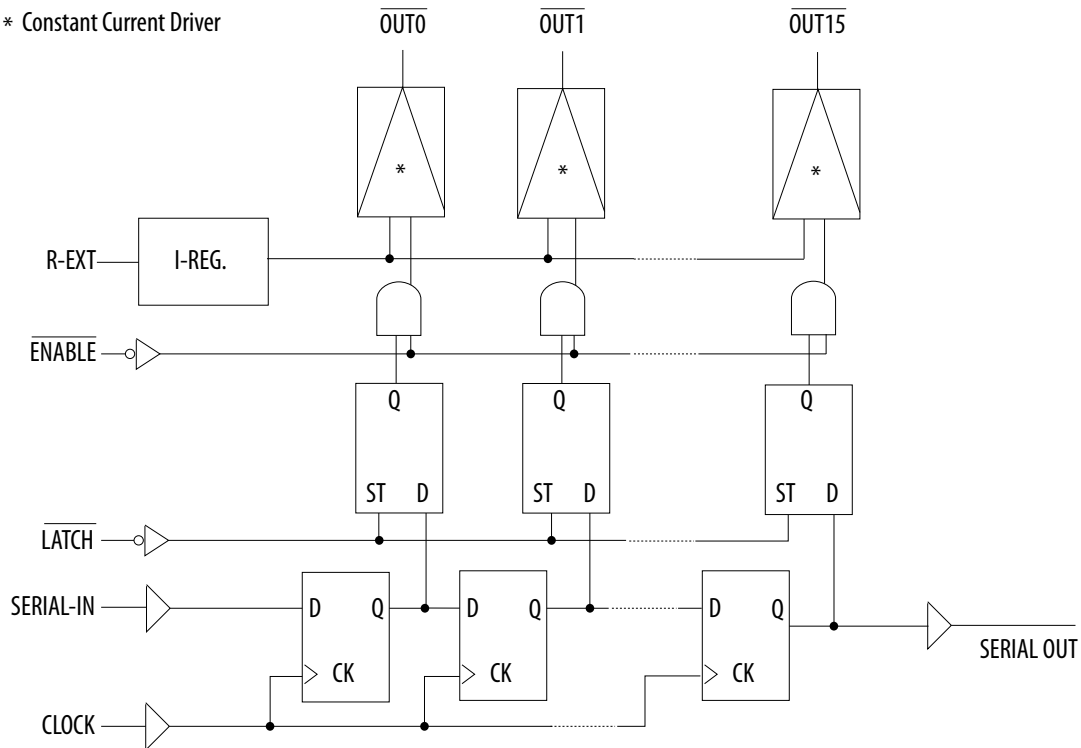 * Constant Current Driver
OUT0 OUT1 OUT15
* * *
R-EXT I-REG.
ENABLE
Q Q Q
ST D ST D ST D
LATCH
SERIAL-IN D Q D Q D Q
SERIAL OUT
CK CK CK
CLOCK